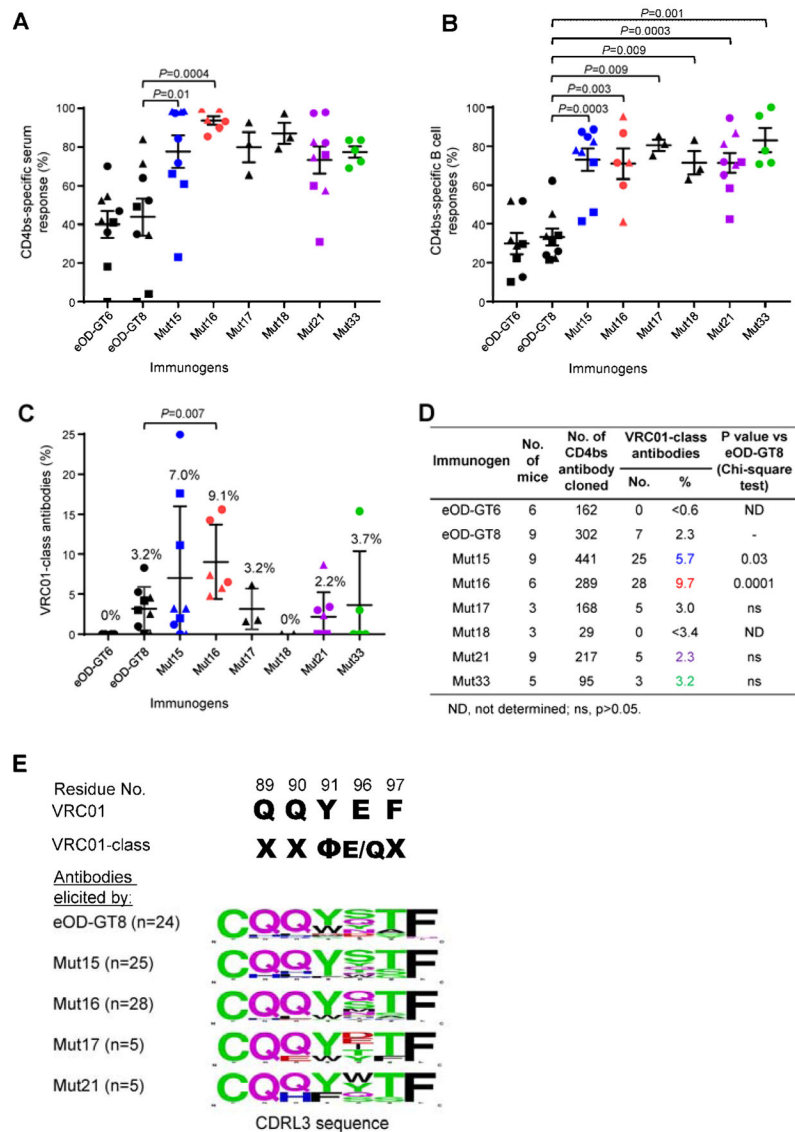 A
P=0.0004
P=0.01
CD4bs-specific serum
response (%)
100
80
60
40
20
0
eOD-GT6
eOD-GT8
Mut15
Mut16
Mut17
Mut18
Mut21
Mut33
Immunogens
B
P=0.001
P=0.0003
P=0.009
P=0.009
P=0.003
P=0.0003
CD4bs-specific B cell
responses (%)
100
80
60
40
20
0
eOD-GT6
eOD-GT8
Mut15
Mut16
Mut17
Mut18
Mut21
Mut33
Immunogens
C
P=0.007
VRC01-class antibodies (%)
25
20
15
10
5
0
0%
3.2%
7.0%
9.1%
3.2%
0%
2.2%
3.7%
eOD-GT6
eOD-GT8
Mut15
Mut16
Mut17
Mut18
Mut21
Mut33
Immunogens
D
Immunogen No. of mice No. of CD4bs antibody cloned VRC01-class antibodies P value vs eOD-GT8 (Chi-square test)
No. %
eOD-GT6 6 162 0 <0.6 ND
eOD-GT8 9 302 7 2.3 -
Mut15 9 441 25 5.7 0.03
Mut16 6 289 28 9.7 0.0001
Mut17 3 168 5 3.0 ns
Mut18 3 29 0 <3.4 ND
Mut21 9 217 5 2.3 ns
Mut33 5 95 3 3.2 ns
ND, not determined; ns, p>0.05.
E
Residue No. 89 90 91 96 97
VRC01 Q Q Y E F
VRC01-class X X Φ E/Q X
Antibodies
elicited by:
eOD-GT8 (n=24) CQQYSTF
Mut15 (n=25) CQQYSTF
Mut16 (n=28) CQQYQTF
Mut17 (n=5) CQQY TF
Mut21 (n=5) CQQYWTF
CDRL3 sequence